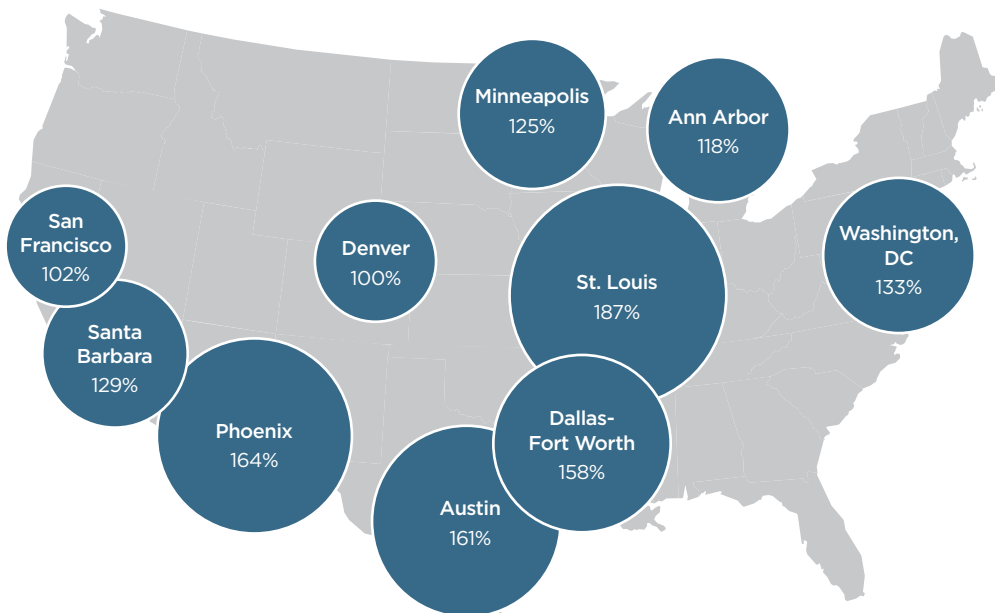 Minneapolis
125%
Ann Arbor
118%
San
Francisco
102%
Denver
100%
St. Louis
187%
Washington,
DC
133%
Santa
Barbara
129%
Phoenix
164%
Dallas-
Fort Worth
158%
Austin
161%